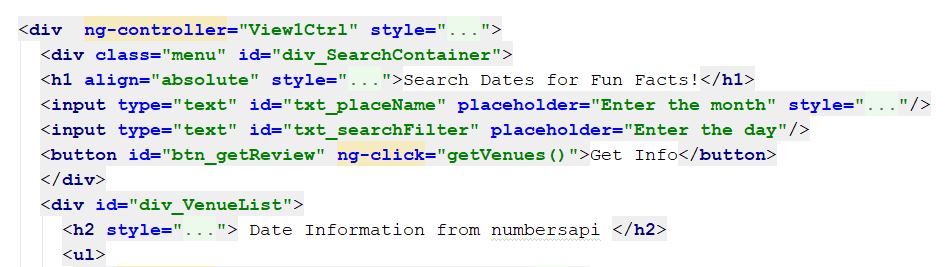 <div  ng-controller="View1Ctrl" style="...">
<div class="menu" id="div_SearchContainer">
<h1 align="absolute" style="...">Search Dates for Fun Facts!</h1>
<input type="text" id="txt_placeName" placeholder="Enter the month" style="..."/>
<input type="text" id="txt_searchFilter" placeholder="Enter the day"/>
<button id="btn_getReview" ng-click="getVenues()">Get Info</button>
</div>
<div id="div_VenueList">
<h2 style="..."> Date Information from numbersapi </h2>
<ul>